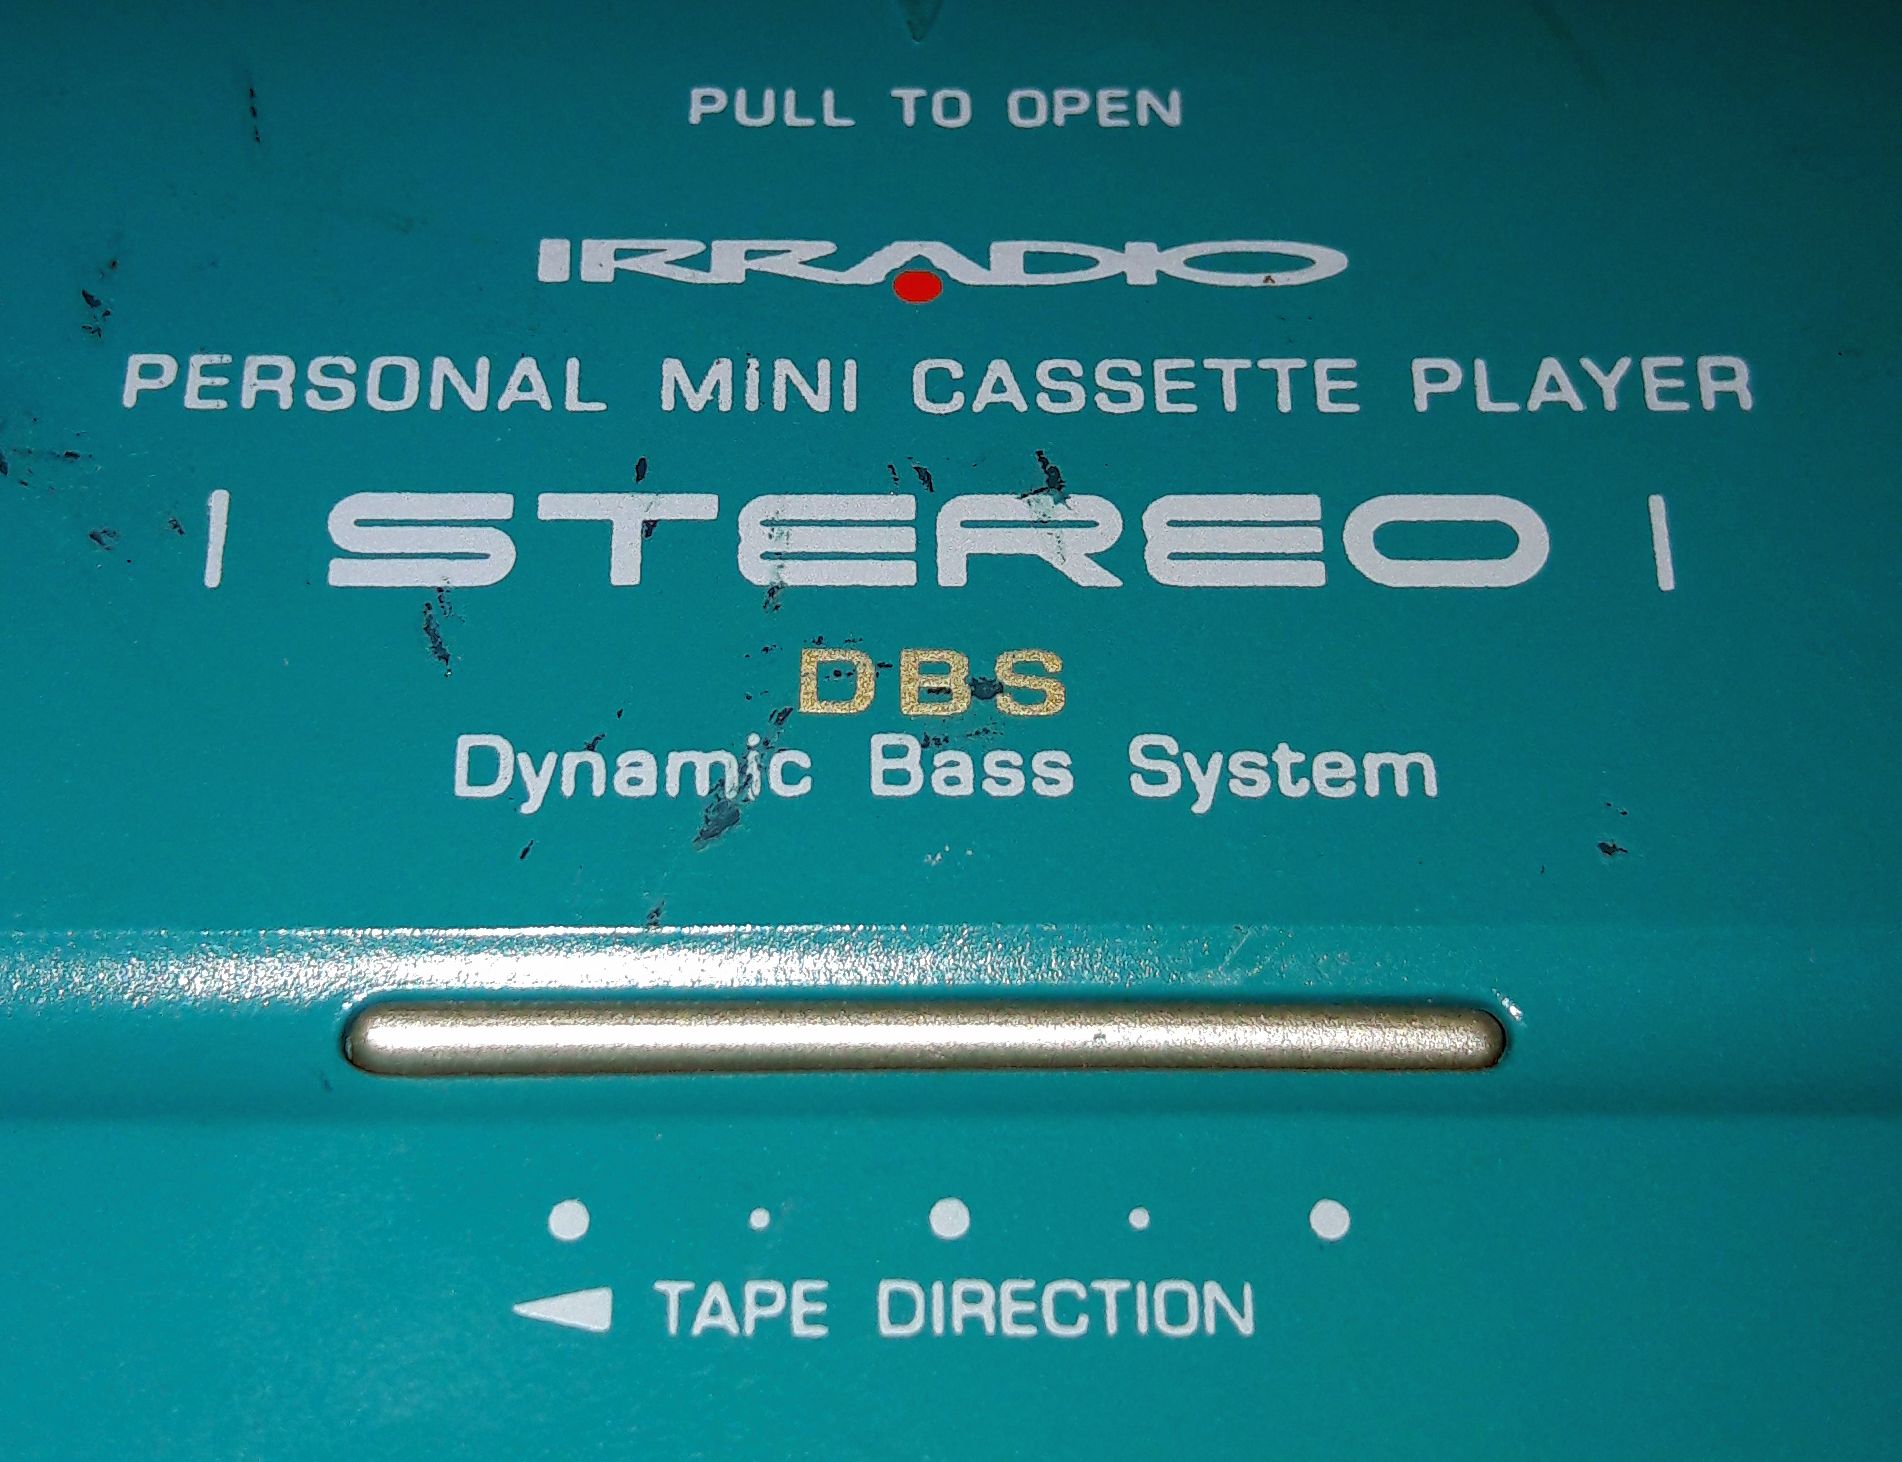 PULL TO OPEN
IRRADIO
PERSONAL MINI CASSETTE PLAYER
STEREO
DBS
Dynamic Bass System
TAPE DIRECTION